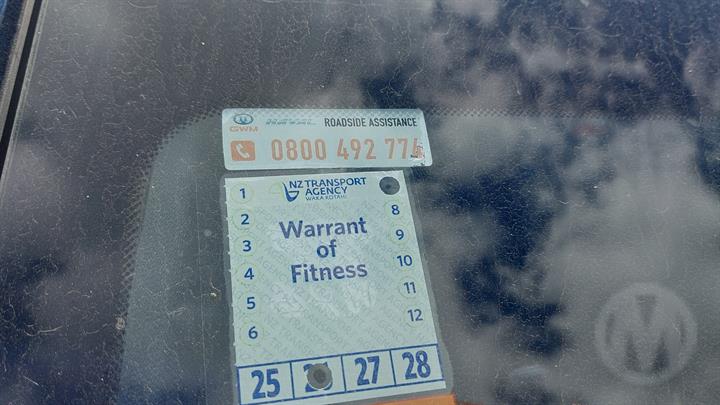 GWM HAVAL ROADSIDE ASSISTANCE
0800 492 774
NZ TRANSPORT
AGENCY
WAKA KOTAHI
Warrant
of
Fitness
1
2
3
4
5
6
8
9
10
11
12
25 27 28
M